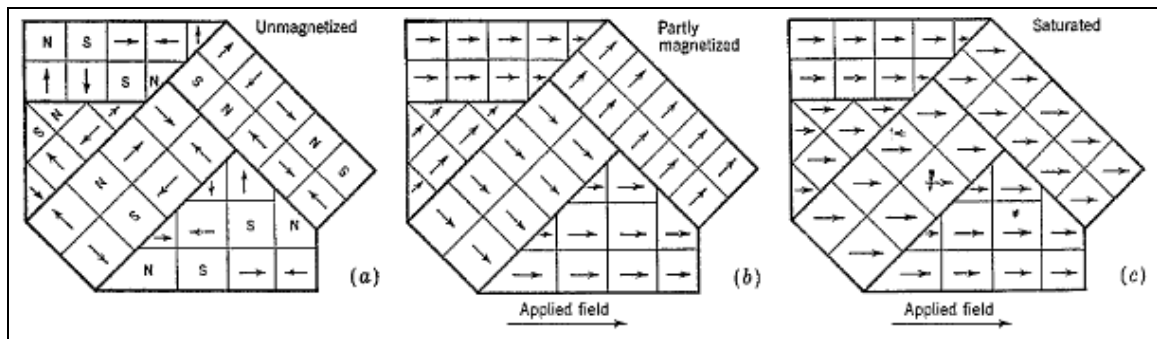 Unmagnetized
N S
S N
S N
S
N
N
N
S
S
N
S
S N
N S
(a)
Partly
magnetized
(b)
Applied field
Saturated
(c)
Applied field